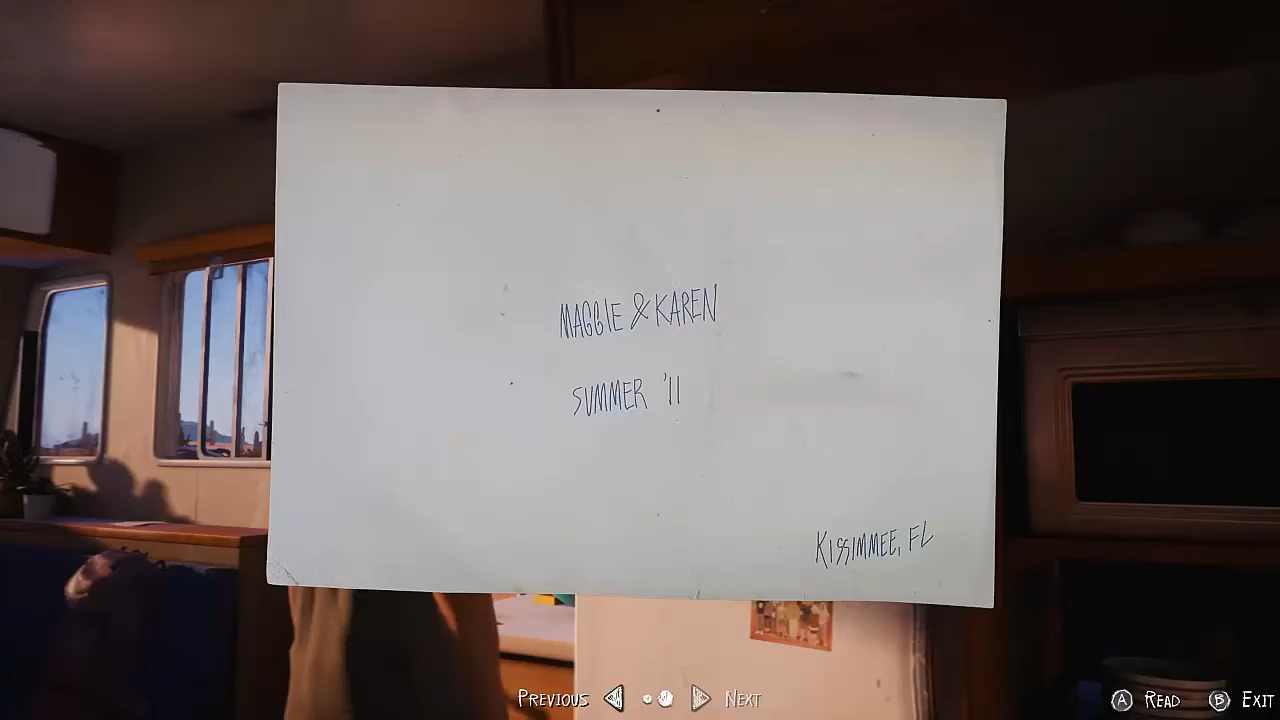 MAGGIE & KAREN
SUMMER '11
KISSIMMEE, FL
PREVIOUS NEXT A READ B EXIT